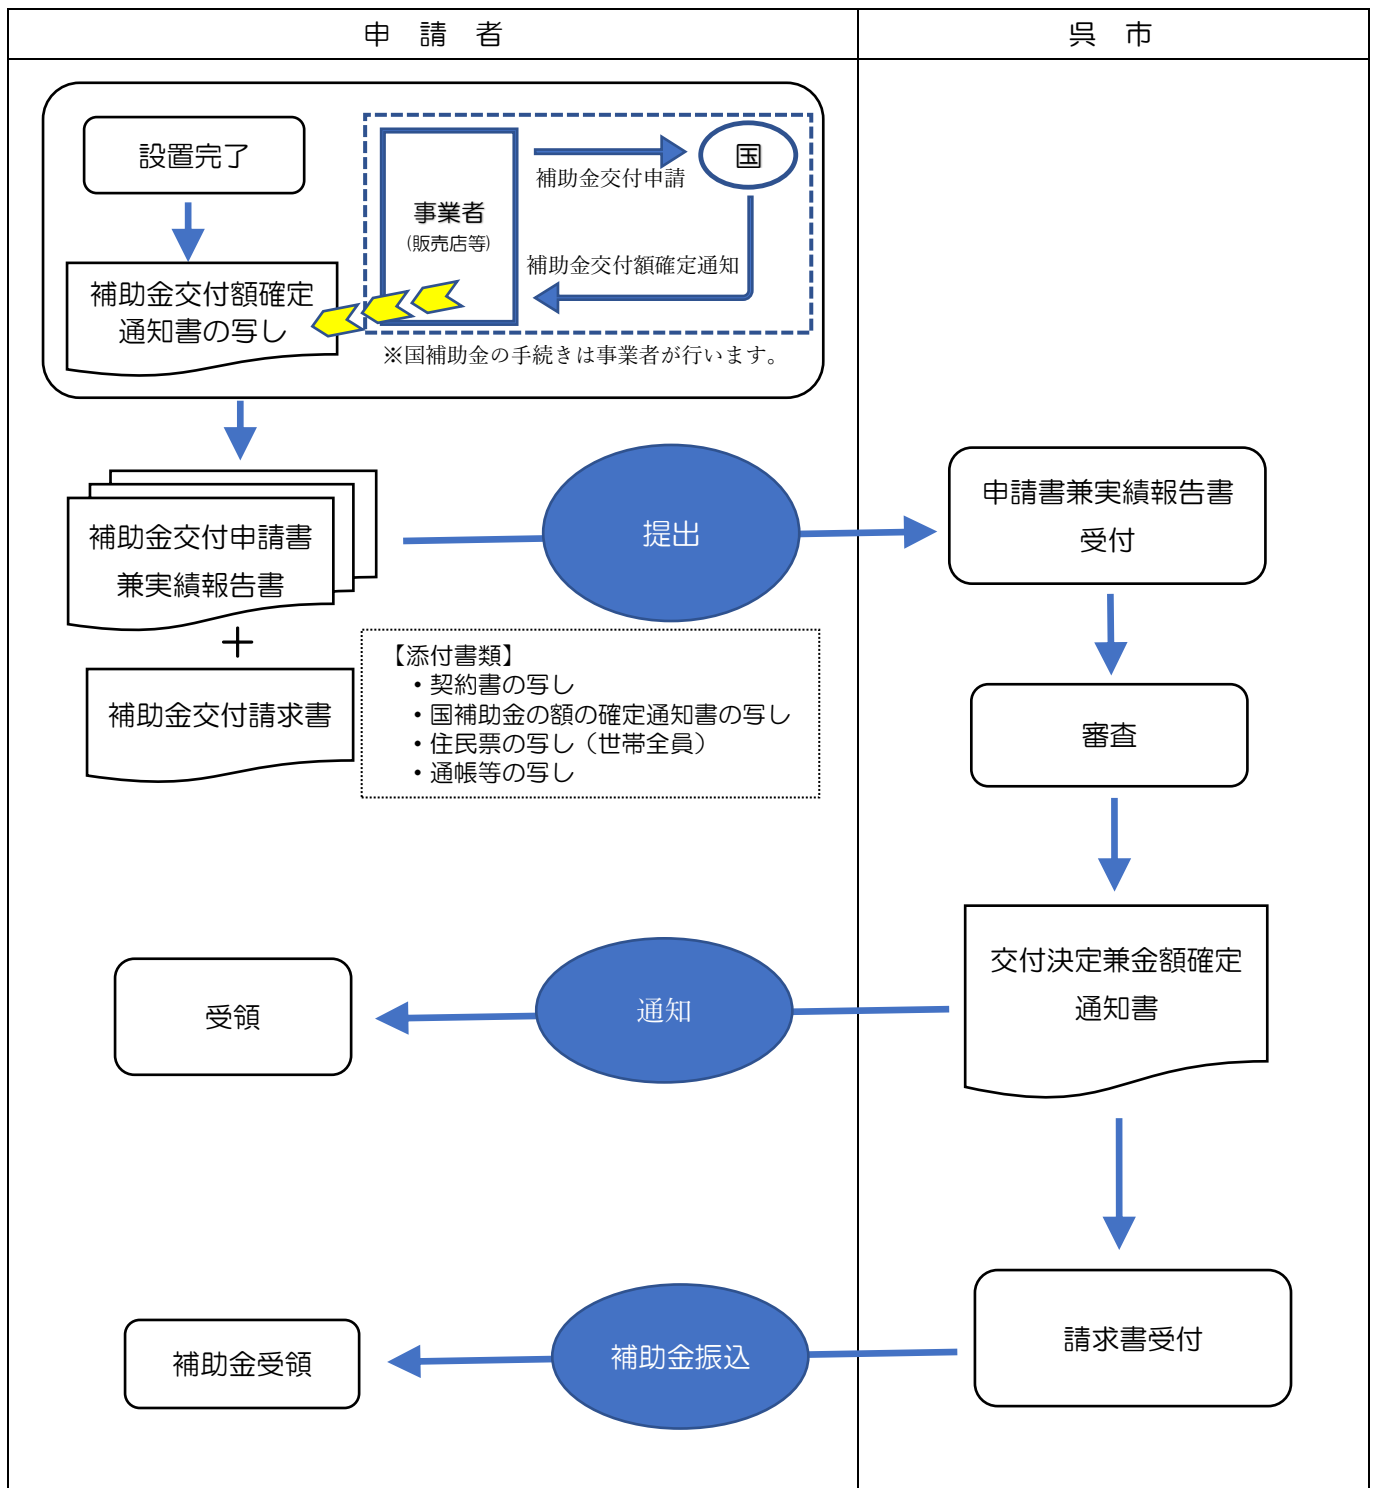 申 請 者
呉 市
設置完了
国
補助金交付申請
事業者
(販売店等)
補助金交付額確定通知
補助金交付額確定
通知書の写し
※国補助金の手続きは事業者が行います。
補助金交付申請書
兼実績報告書
提出
申請書兼実績報告書
受付
+
補助金交付請求書
【添付書類】
・契約書の写し
・国補助金の額の確定通知書の写し
・住民票の写し（世帯全員）
・通帳等の写し
審査
交付決定兼金額確定
通知書
通知
受領
請求書受付
補助金振込
補助金受領